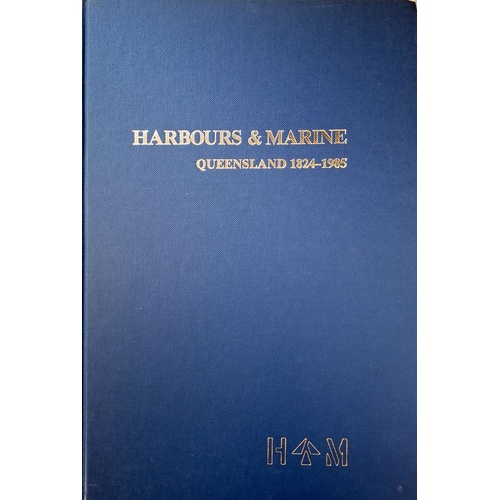 HARBOURS & MARINE
QUEENSLAND 1824–1985
H M